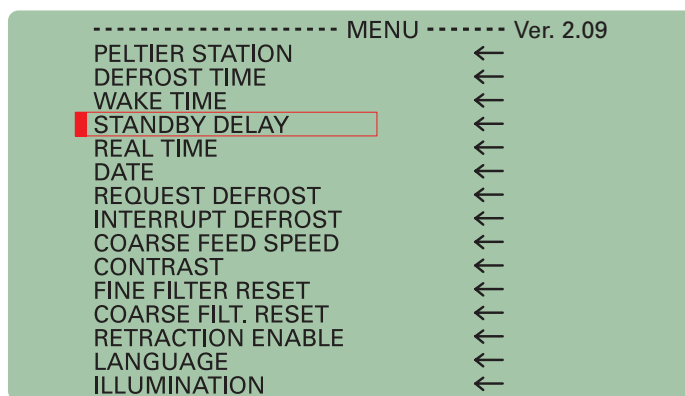 ---------------------- MENU ------- Ver. 2.09
PELTIER STATION ←
DEFROST TIME ←
WAKE TIME ←
STANDBY DELAY ←
REAL TIME ←
DATE ←
REQUEST DEFROST ←
INTERRUPT DEFROST ←
COARSE FEED SPEED ←
CONTRAST ←
FINE FILTER RESET ←
COARSE FILT. RESET ←
RETRACTION ENABLE ←
LANGUAGE ←
ILLUMINATION ←